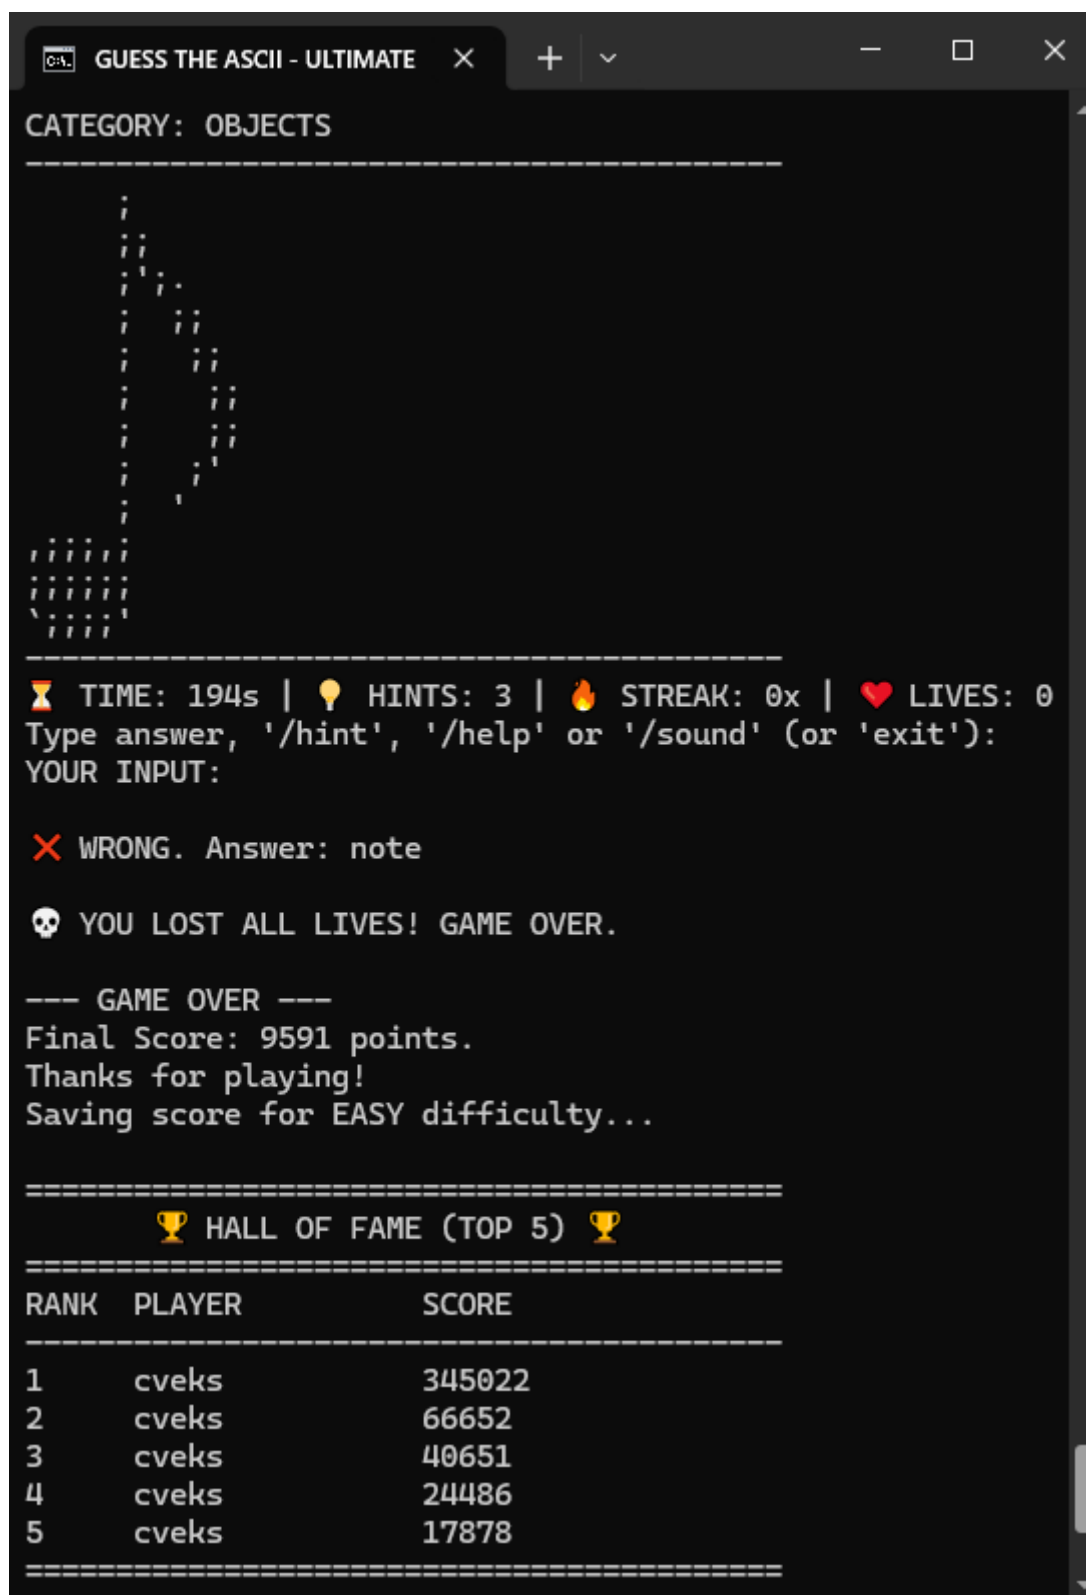 GUESS THE ASCII - ULTIMATE
CATEGORY: OBJECTS
------------------------------------------
     ;
     ;;
     ;';.
     ;  ;;
     ;   ;;
     ;    ;;
     ;    ;;
     ;   ;'
     ;  '
,;;;,;
;;;;;;
`;;;;'
------------------------------------------
⏳ TIME: 194s | 💡 HINTS: 3 | 🔥 STREAK: 0x | ❤️ LIVES: 0
Type answer, '/hint', '/help' or '/sound' (or 'exit'):
YOUR INPUT:
❌ WRONG. Answer: note
💀 YOU LOST ALL LIVES! GAME OVER.
--- GAME OVER ---
Final Score: 9591 points.
Thanks for playing!
Saving score for EASY difficulty...
==========================================
🏆 HALL OF FAME (TOP 5) 🏆
==========================================
RANK  PLAYER          SCORE
------------------------------------------
1     cveks           345022
2     cveks           66652
3     cveks           40651
4     cveks           24486
5     cveks           17878
==========================================